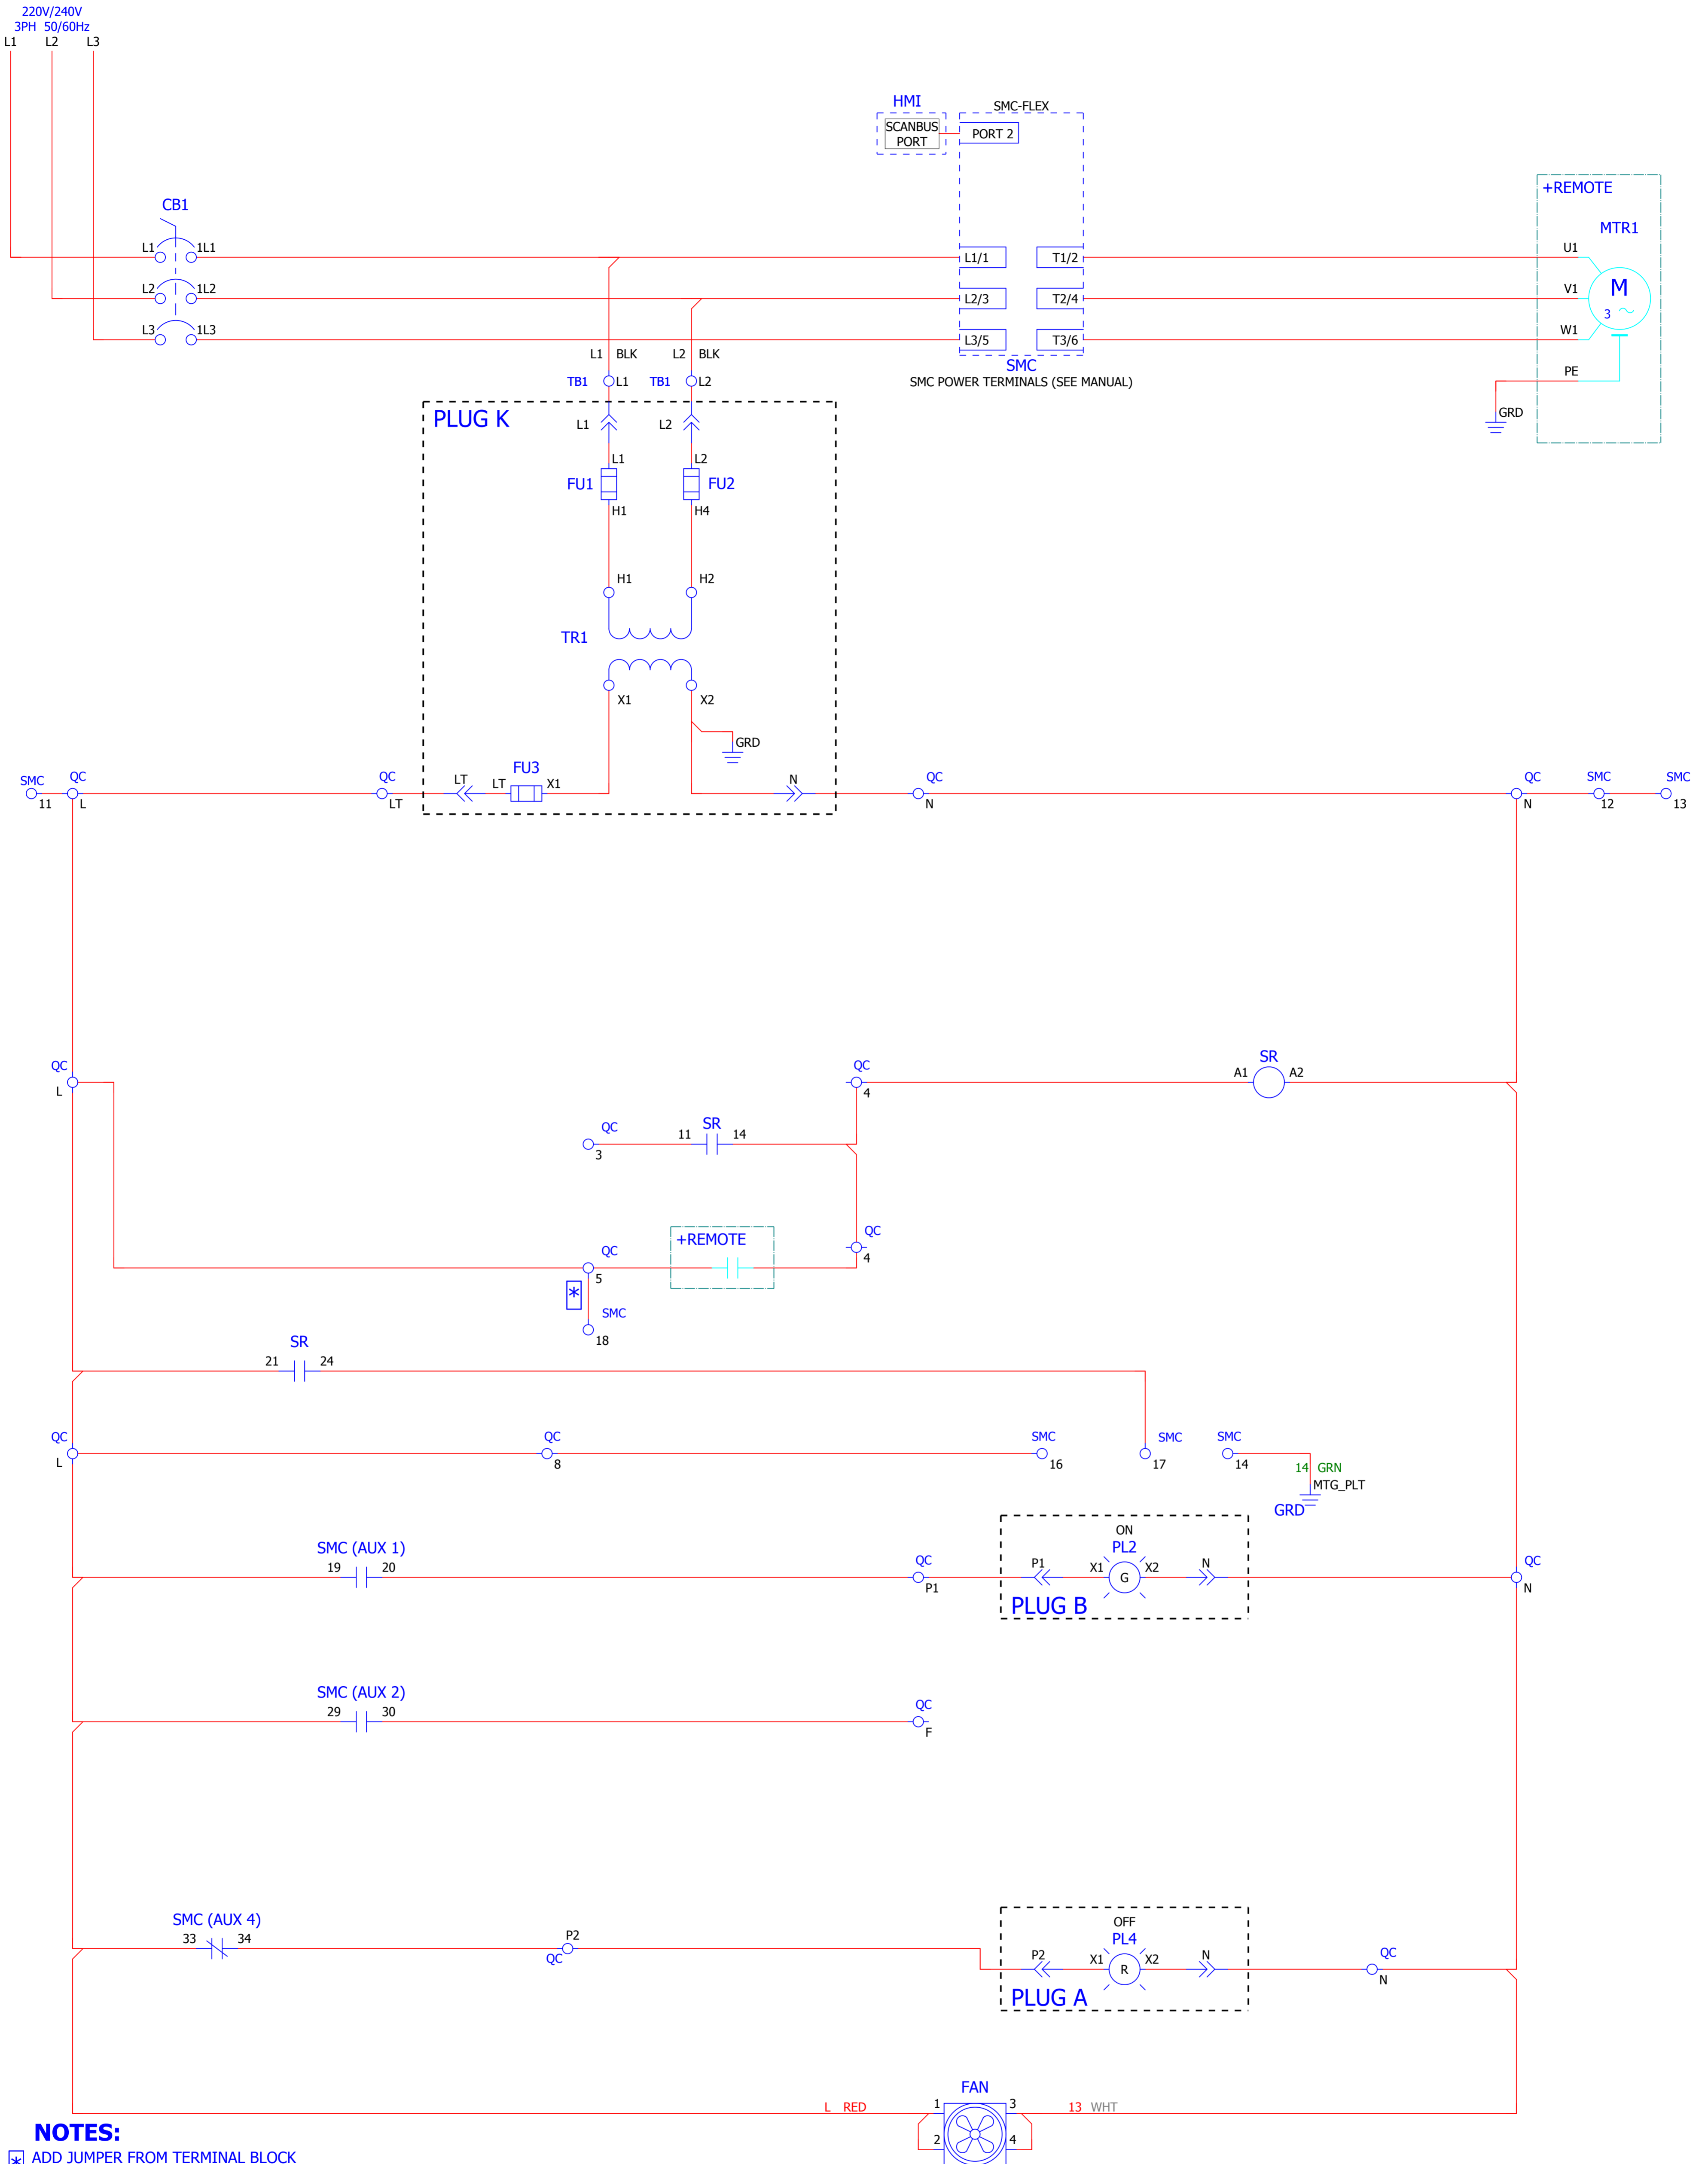 220V/240V
3PH 50/60Hz
L1 L2 L3
HMI
SMC-FLEX
SCANBUS
PORT
PORT 2
+REMOTE
MTR1
CB1
L1 1L1
L1/1 T1/2
U1
L2 1L2
L2/3 T2/4
V1
M
3
L3 1L3
L3/5 T3/6
W1
L1 BLK L2 BLK
SMC
SMC POWER TERMINALS (SEE MANUAL)
PE
TB1 L1 TB1 L2
GRD
PLUG K
L1 L2
L1 L2
FU1 FU2
H1 H4
H1 H2
TR1
X1 X2
GRD
SMC QC QC LT LT FU3 X1 N QC QC SMC SMC
11 L LT N N 12 13
QC QC SR
L 4 A1 A2
QC 11 SR 14
3
QC
4
+REMOTE
QC
5
*
SMC
18
SR
21 24
QC QC SMC SMC SMC
L 8 16 17 14
14 GRN
MTG_PLT
GRD
ON
SMC (AUX 1) PL2
19 20 QC P1 X1 G X2 N QC
P1 N
PLUG B
SMC (AUX 2)
29 30 QC
F
OFF
SMC (AUX 4) PL4
33 34 P2 P2 X1 R X2 N QC
QC N
PLUG A
FAN
L RED 1 3 13 WHT
2 4
NOTES:
* ADD JUMPER FROM TERMINAL BLOCK